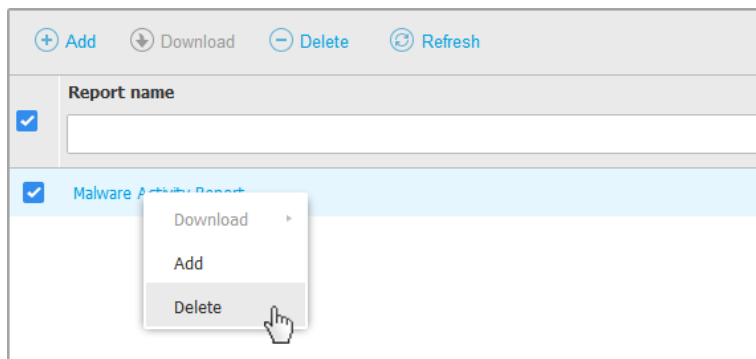 Add Download Delete Refresh
Report name
Malware Activity Report
Download
Add
Delete